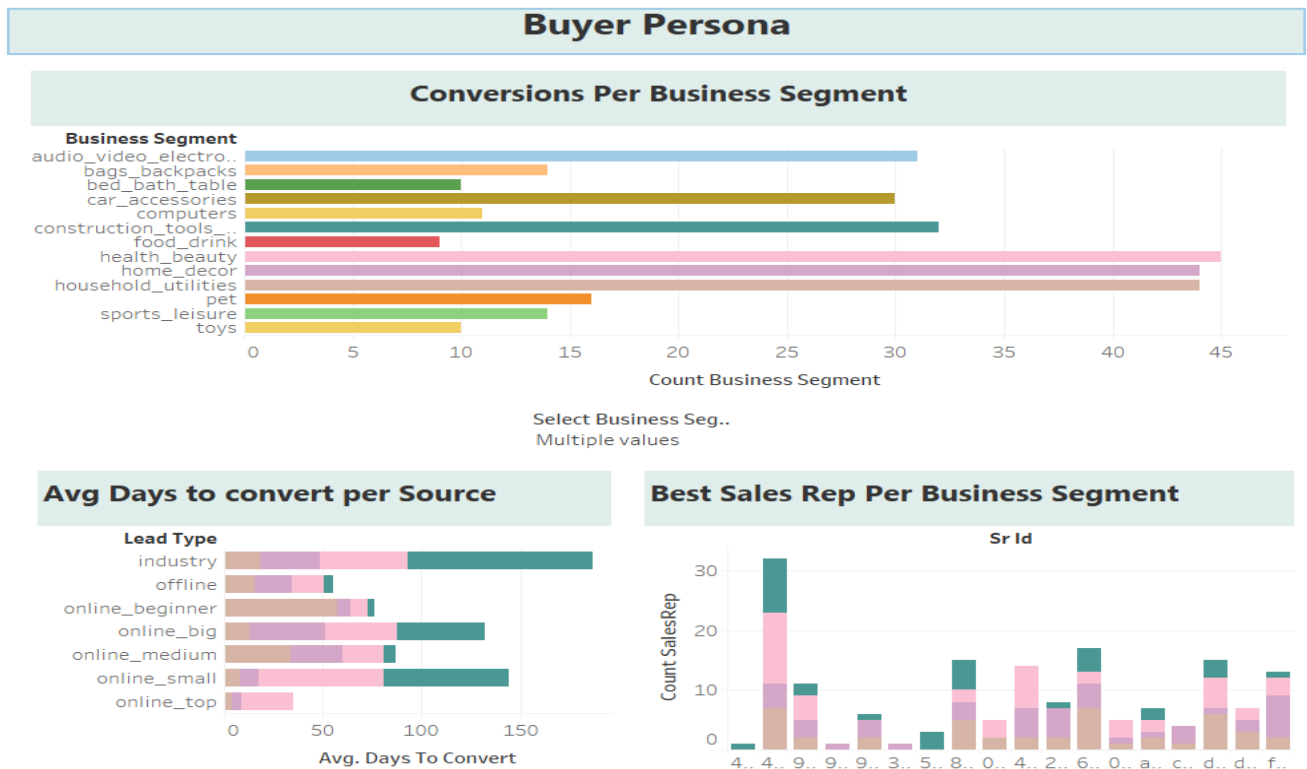 Buyer Persona
Conversions Per Business Segment
Business Segment
audio_video_electro..
bags_backpacks
bed_bath_table
car_accessories
computers
construction_tools_..
food_drink
health_beauty
home_decor
household_utilities
pet
sports_leisure
toys
0 5 10 15 20 25 30 35 40 45
Count Business Segment
Select Business Seg..
Multiple values
Avg Days to convert per Source
Lead Type
industry
offline
online_beginner
online_big
online_medium
online_small
online_top
0 50 100 150
Avg. Days To Convert
Best Sales Rep Per Business Segment
Sr Id
Count SalesRep
30
20
10
0
4.. 4.. 9.. 9.. 9.. 3.. 5.. 8.. 0.. 4.. 2.. 6.. 0.. a.. c.. d.. d.. f..